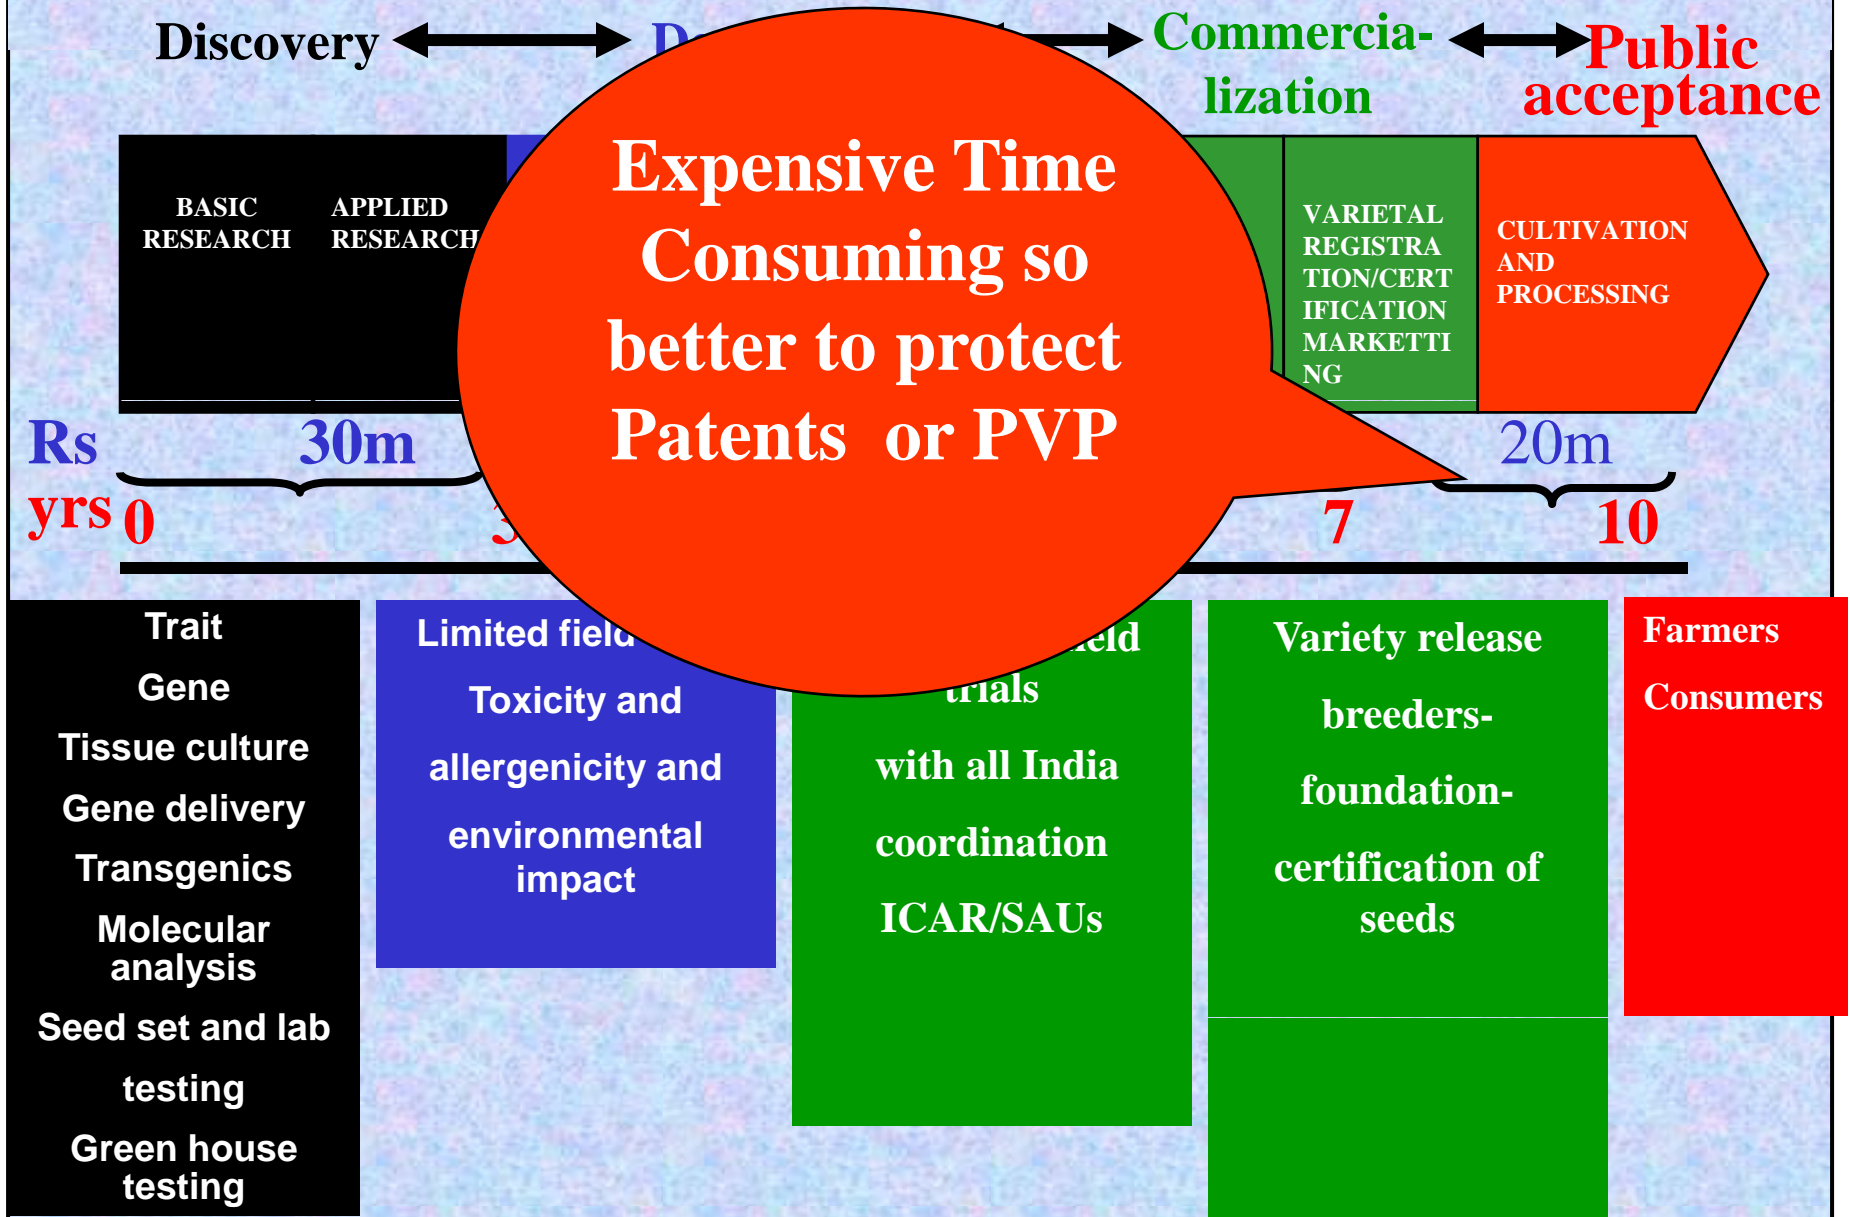 Discovery
Commercia-
lization
Public
acceptance
BASIC
RESEARCH
APPLIED
RESEARCH
Expensive Time
Consuming so
better to protect
Patents or PVP
VARIETAL
REGISTRA
TION/CERT
IFICATION
MARKETTI
NG
CULTIVATION
AND
PROCESSING
Rs 30m 20m
yrs 0 7 10
Trait
Gene
Tissue culture
Gene delivery
Transgenics
Molecular
analysis
Seed set and lab
testing
Green house
testing
Limited field
Toxicity and
allergenicity and
environmental
impact
trials
with all India
coordination
ICAR/SAUs
Variety release
breeders-
foundation-
certification of
seeds
Farmers
Consumers